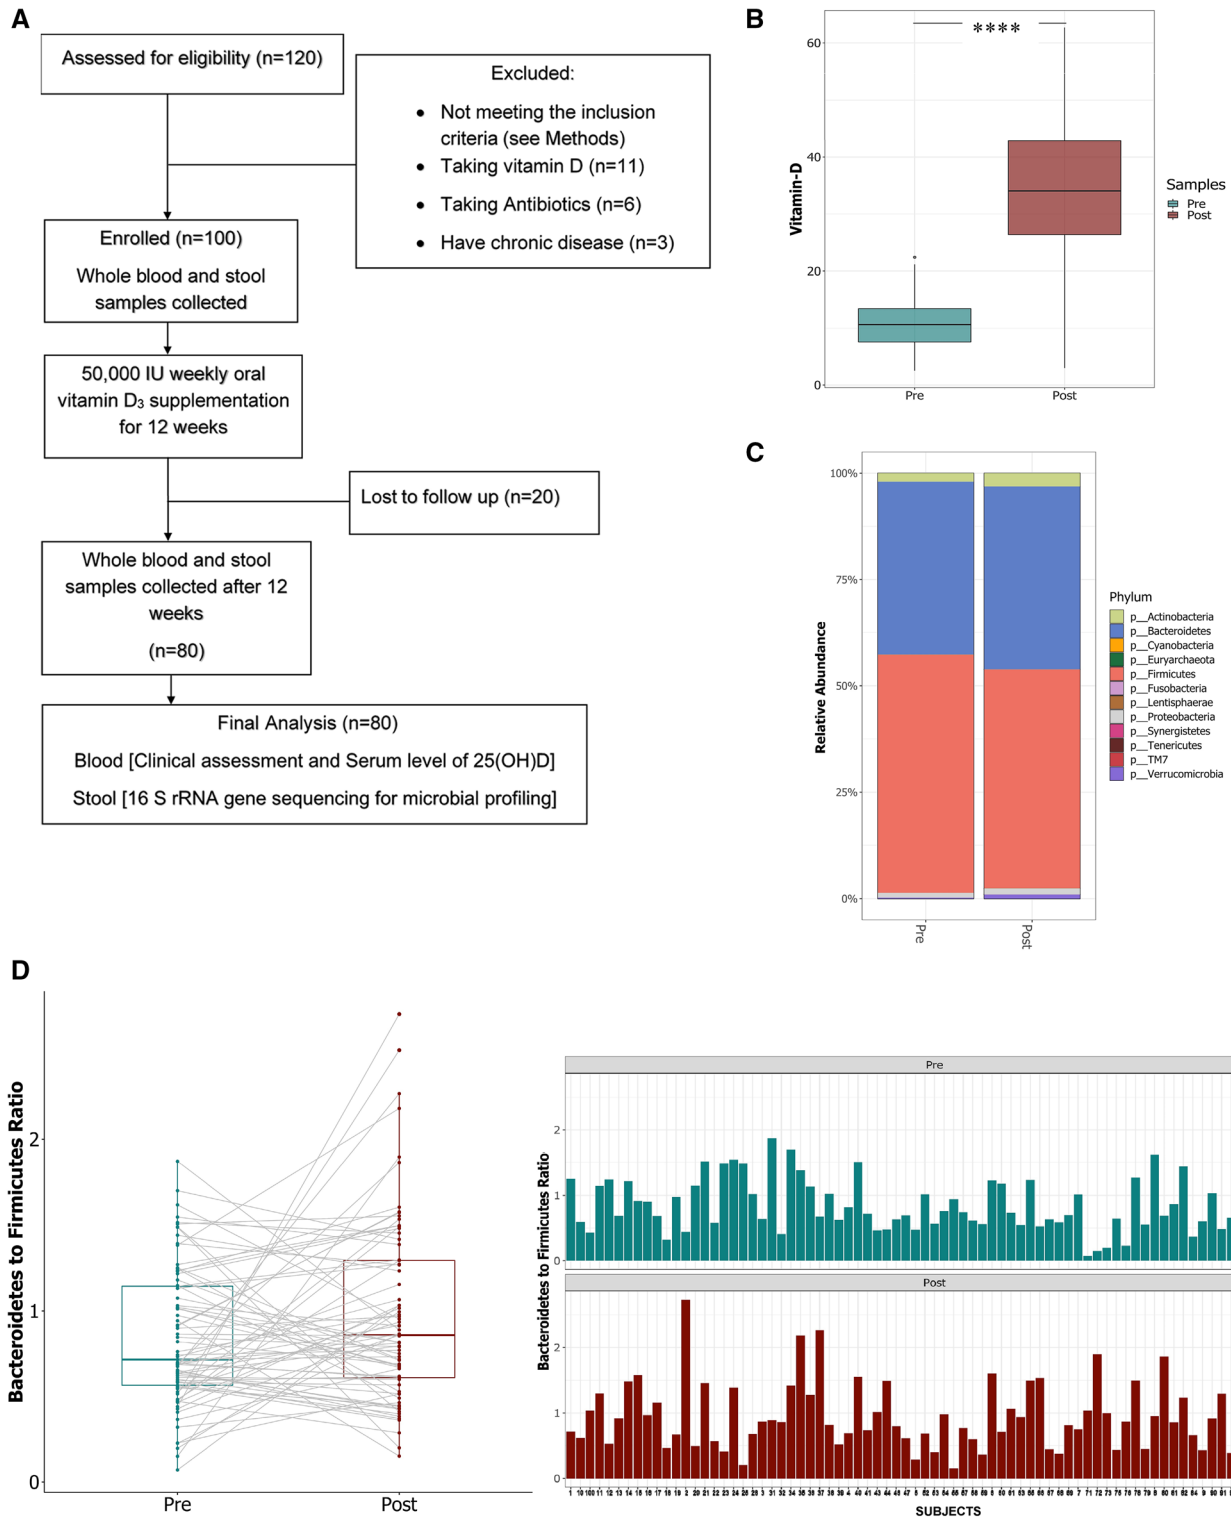 A
Assessed for eligibility (n=120)
Excluded:
• Not meeting the inclusion
criteria (see Methods)
• Taking vitamin D (n=11)
• Taking Antibiotics (n=6)
• Have chronic disease (n=3)
Enrolled (n=100)
Whole blood and stool
samples collected
50,000 IU weekly oral
vitamin D₃ supplementation
for 12 weeks
Lost to follow up (n=20)
Whole blood and stool
samples collected after 12
weeks
(n=80)
Final Analysis (n=80)
Blood [Clinical assessment and Serum level of 25(OH)D]
Stool [16 S rRNA gene sequencing for microbial profiling]
B
****
Vitamin-D
60
40
20
0
Pre
Post
Samples
Pre
Post
C
Relative Abundance
100%
75%
50%
25%
0%
Pre
Post
Phylum
p__Actinobacteria
p__Bacteroidetes
p__Cyanobacteria
p__Euryarchaeota
p__Firmicutes
p__Fusobacteria
p__Lentisphaerae
p__Proteobacteria
p__Synergistetes
p__Tenericutes
p__TM7
p__Verrucomicrobia
D
Bacteroidetes to Firmicutes Ratio
2
1
0
Pre
Post
Bacteroidetes to Firmicutes Ratio
Pre
2
1
0
Post
2
1
0
SUBJECTS